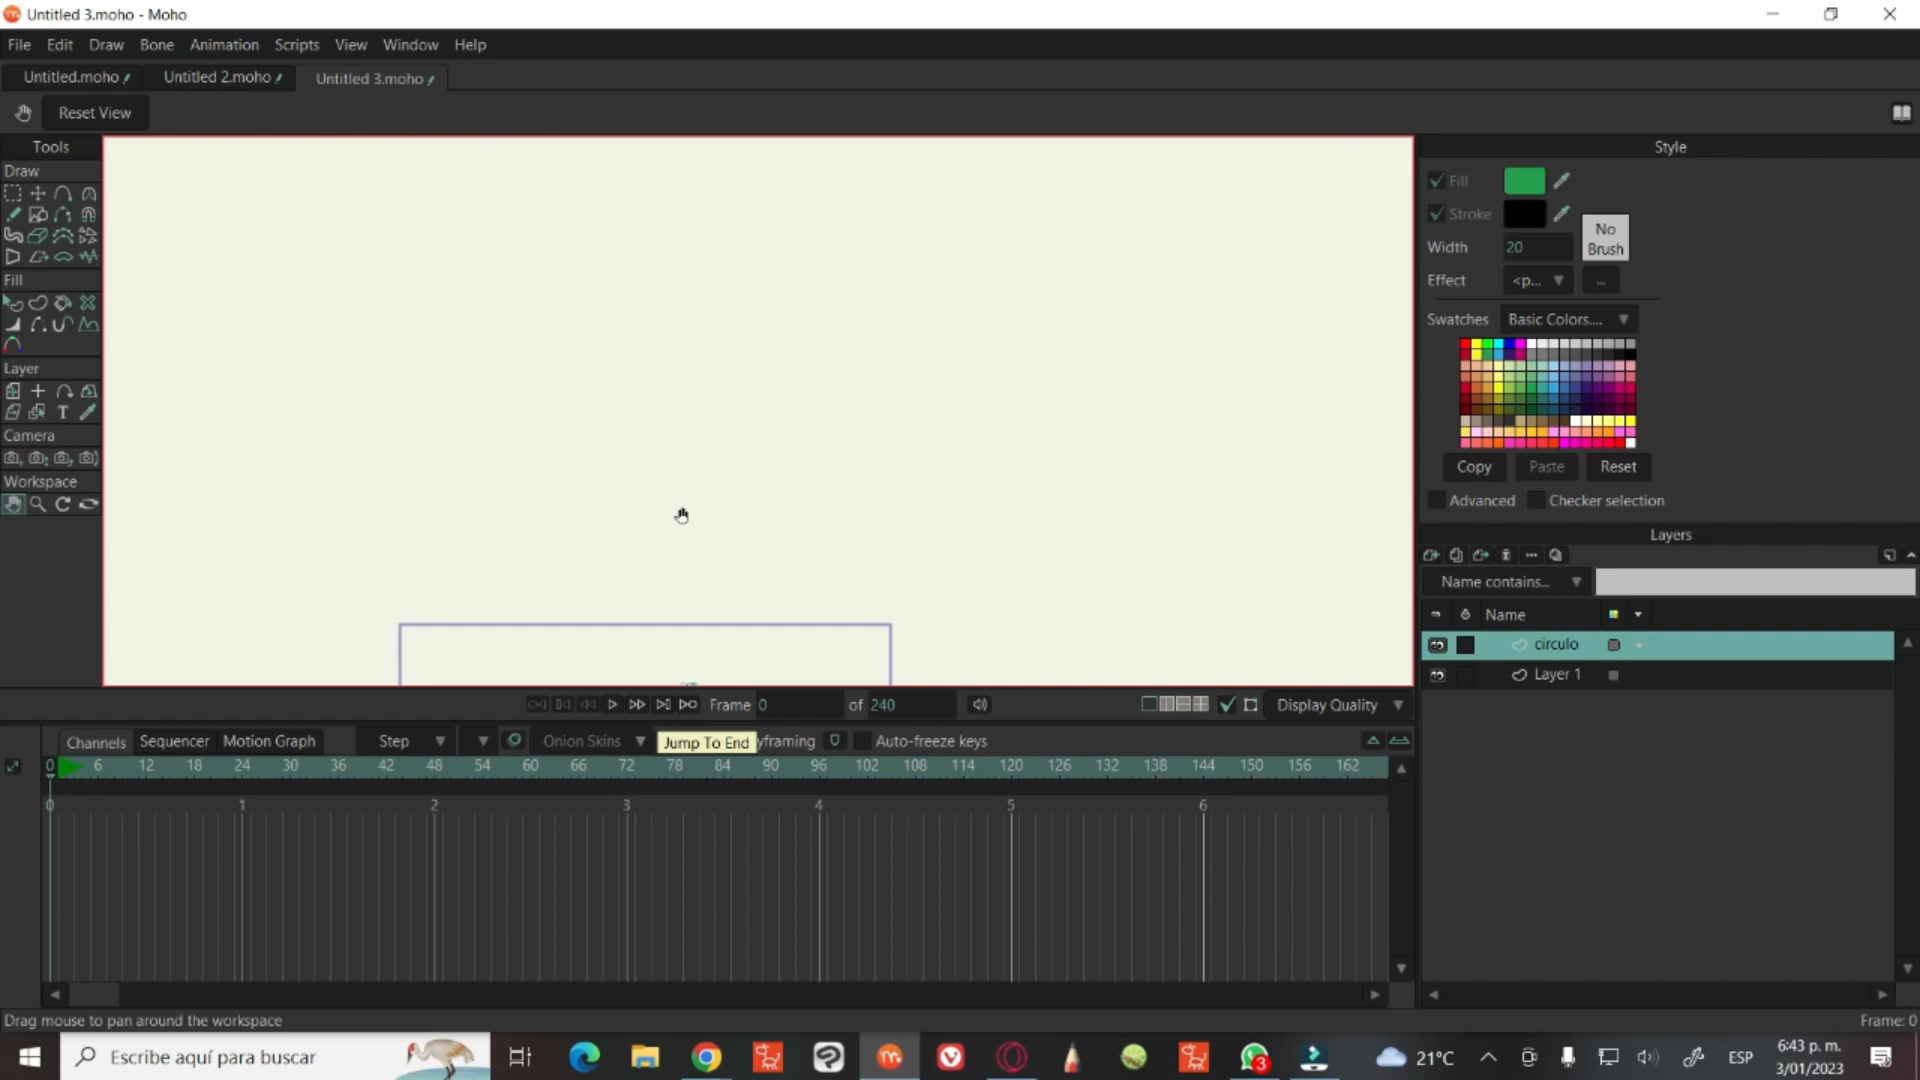 Untitled 3.moho - Moho
File Edit Draw Bone Animation Scripts View Window Help
Untitled.moho Untitled 2.moho Untitled 3.moho
Reset View
Tools
Draw
Fill
Layer
T
Camera
Workspace
Style
Fill
Stroke
Width 20
No
Brush
Effect <p... ...
Swatches Basic Colors....
Copy Paste Reset
Advanced Checker selection
Layers
Name contains...
Name
circulo
Layer 1
Frame 0 of 240 Display Quality
Channels Sequencer Motion Graph Step Onion Skins Jump To End yframing Auto-freeze keys
0 6 12 18 24 30 36 42 48 54 60 66 72 78 84 90 96 102 108 114 120 126 132 138 144 150 156 162
0 1 2 3 4 5 6
Drag mouse to pan around the workspace
Frame: 0
Escribe aquí para buscar
3
21°C
ESP
6:43 p. m.
3/01/2023